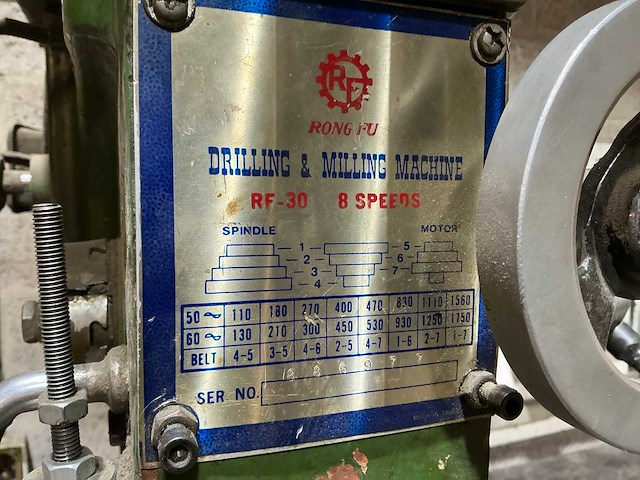 RF
RONG FU
DRILLING & MILLING MACHINE
RF-30 8 SPEEDS
SPINDLE MOTOR
1 5
2 6
3 7
4
50~ 110 180 270 400 470 830 1110 1560
60~ 130 210 300 450 530 930 1250 1750
BELT 4-5 3-5 4-6 2-5 4-7 1-6 2-7 1-7
SER NO.